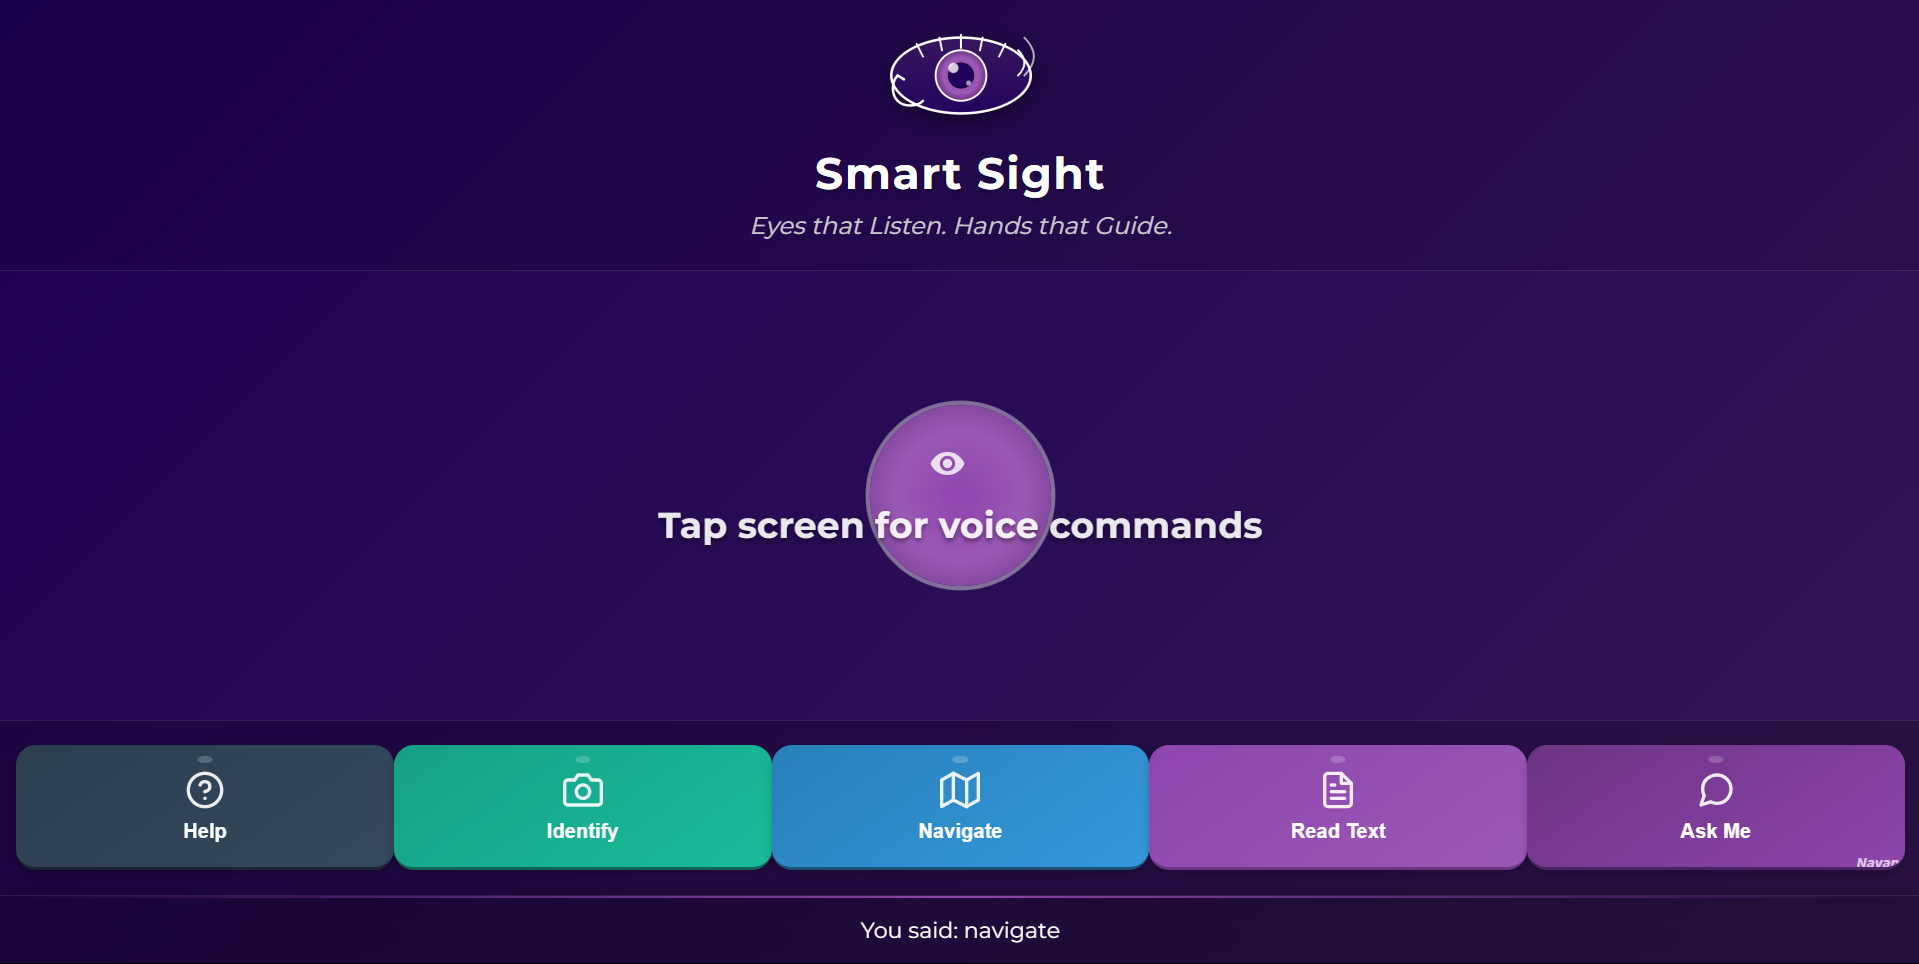 Smart Sight
Eyes that Listen. Hands that Guide.
Tap screen for voice commands
Help
Identify
Navigate
Read Text
Ask Me
You said: navigate